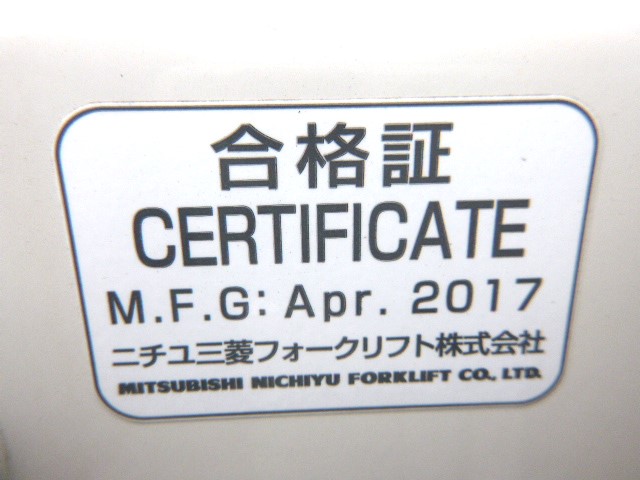 合格証
CERTIFICATE
M.F.G: Apr. 2017
ニチユ三菱フォークリフト株式会社
MITSUBISHI NICHIYU FORKLIFT CO., LTD.